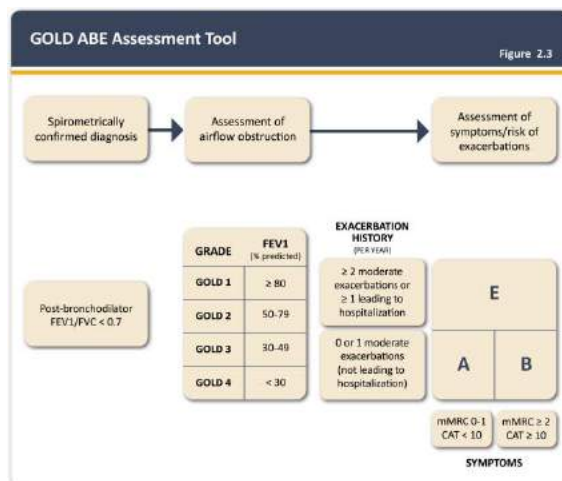 GOLD ABE Assessment Tool
Figure 2.3
Spirometrically
confirmed diagnosis
Assessment of
airflow obstruction
Assessment of
symptoms/risk of
exacerbations
Post-bronchodilator
FEV1/FVC < 0.7
GRADE
FEV1
(% predicted)
GOLD 1
≥ 80
GOLD 2
50-79
GOLD 3
30-49
GOLD 4
< 30
EXACERBATION
HISTORY
(PER YEAR)
≥ 2 moderate
exacerbations or
≥ 1 leading to
hospitalization
0 or 1 moderate
exacerbations
(not leading to
hospitalization)
E
A
B
mMRC 0-1
CAT < 10
mMRC ≥ 2
CAT ≥ 10
SYMPTOMS